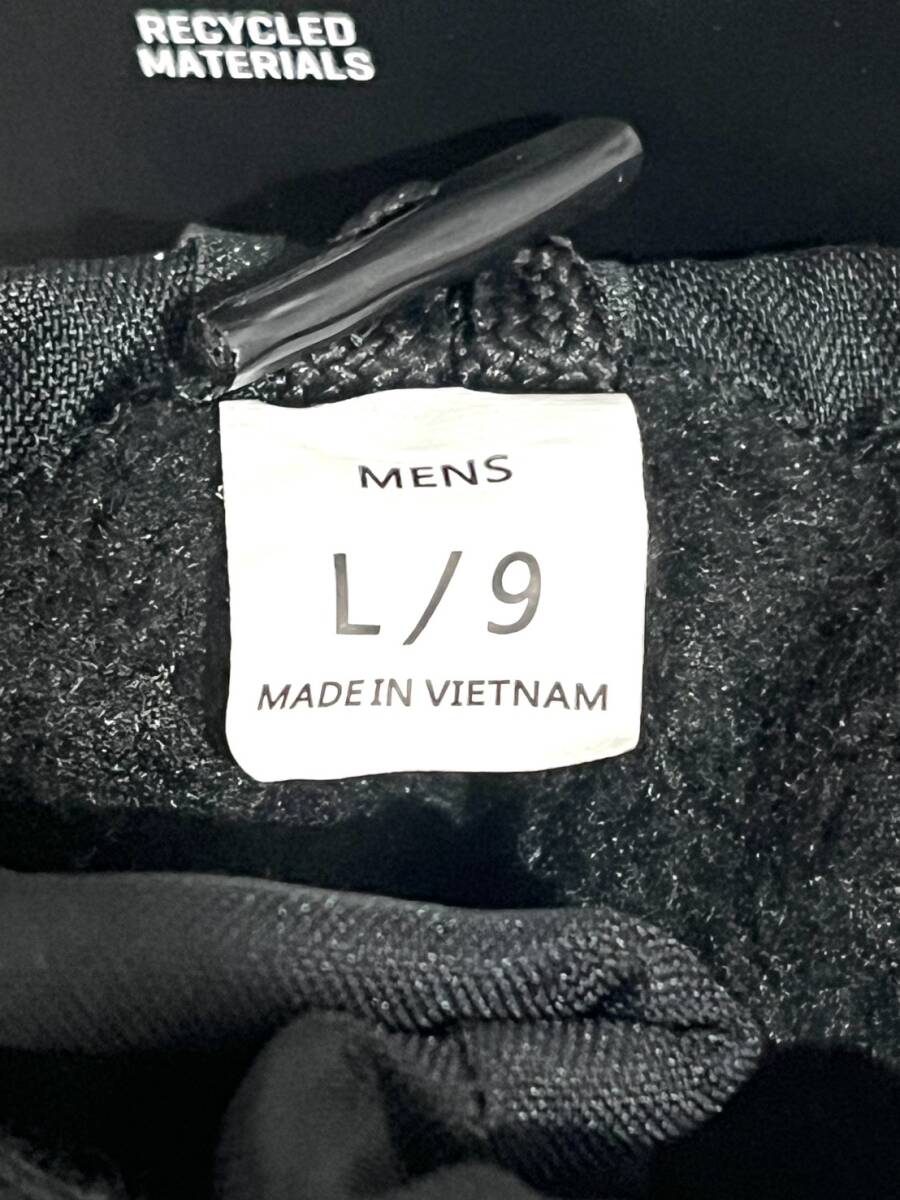 RECYCLED
MATERIALS
MENS
L/9
MADE IN VIETNAM